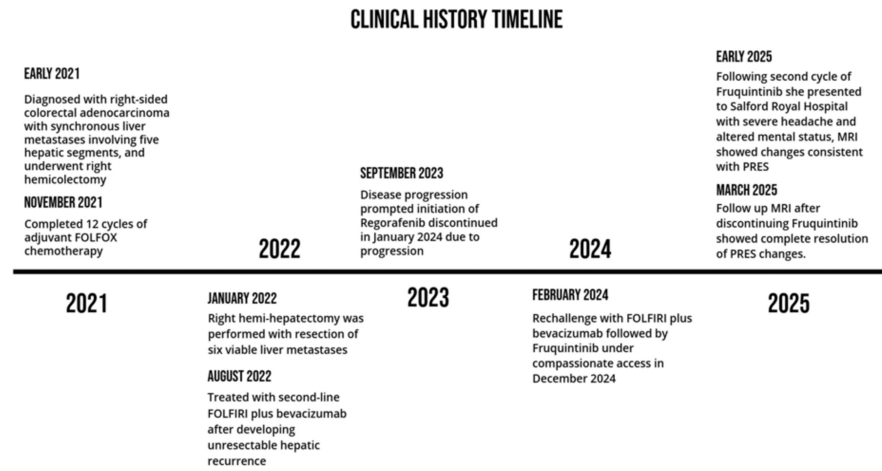 CLINICAL HISTORY TIMELINE
EARLY 2021
Diagnosed with right-sided
colorectal adenocarcinoma
with synchronous liver
metastases involving five
hepatic segments, and
underwent right
hemicolectomy
NOVEMBER 2021
Completed 12 cycles of
adjuvant FOLFOX
chemotherapy
2021
2022
JANUARY 2022
Right hemi-hepatectomy was
performed with resection of
six viable liver metastases
AUGUST 2022
Treated with second-line
FOLFIRI plus bevacizumab
after developing
unresectable hepatic
recurrence
SEPTEMBER 2023
Disease progression
prompted initiation of
Regorafenib discontinued
in January 2024 due to
progression
2023
2024
FEBRUARY 2024
Rechallenge with FOLFIRI plus
bevacizumab followed by
Fruquintinib under
compassionate access in
December 2024
EARLY 2025
Following second cycle of
Fruquintinib she presented
to Salford Royal Hospital
with severe headache and
altered mental status, MRI
showed changes consistent
with PRES
MARCH 2025
Follow up MRI after
discontinuing Fruquintinib
showed complete resolution
of PRES changes.
2025